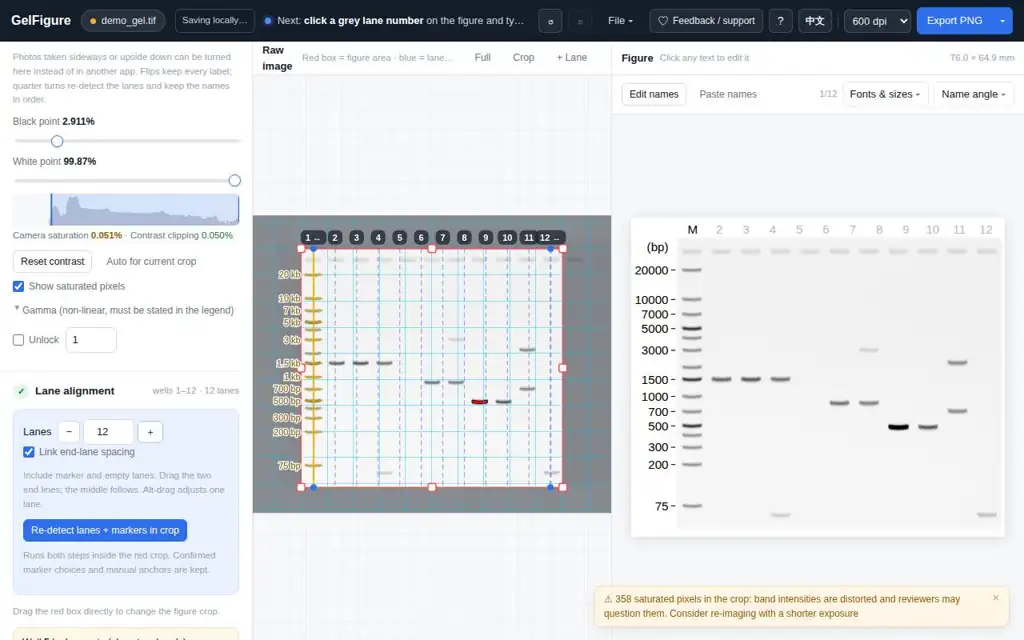 GelFigure
demo_gel.tif
Saving locally…
Next: click a grey lane number on the figure and ty…
File
Feedback / support
?
中文
600 dpi
Export PNG
Photos taken sideways or upside down can be turned
here instead of in another app. Flips keep every label;
quarter turns re-detect the lanes and keep the names
in order.
Black point 2.911%
White point 99.87%
Camera saturation 0.051% · Contrast clipping 0.050%
Reset contrast
Auto for current crop
Show saturated pixels
Gamma (non-linear, must be stated in the legend)
Unlock
1
Lane alignment
wells 1–12 · 12 lanes
Lanes
−
12
+
Link end-lane spacing
Include marker and empty lanes. Drag the two
end lines; the middle follows. Alt-drag adjusts one
lane.
Re-detect lanes + markers in crop
Runs both steps inside the red crop. Confirmed
marker choices and manual anchors are kept.
Drag the red box directly to change the figure crop.
Raw
image
Red box = figure area · blue = lane…
Full
Crop
+ Lane
1 2 3 4 5 6 7 8 9 10 11 12
20 kb
10 kb
7 kb
5 kb
3 kb
1.5 kb
1 kb
700 bp
500 bp
300 bp
200 bp
75 bp
Figure
Click any text to edit it
76.0 × 64.9 mm
Edit names
Paste names
1/12
Fonts & sizes
Name angle
M 2 3 4 5 6 7 8 9 10 11 12
(bp)
20000
10000
7000
5000
3000
1500
1000
700
500
300
200
75
⚠ 358 saturated pixels in the crop: band intensities are distorted and reviewers may
question them. Consider re-imaging with a shorter exposure
×